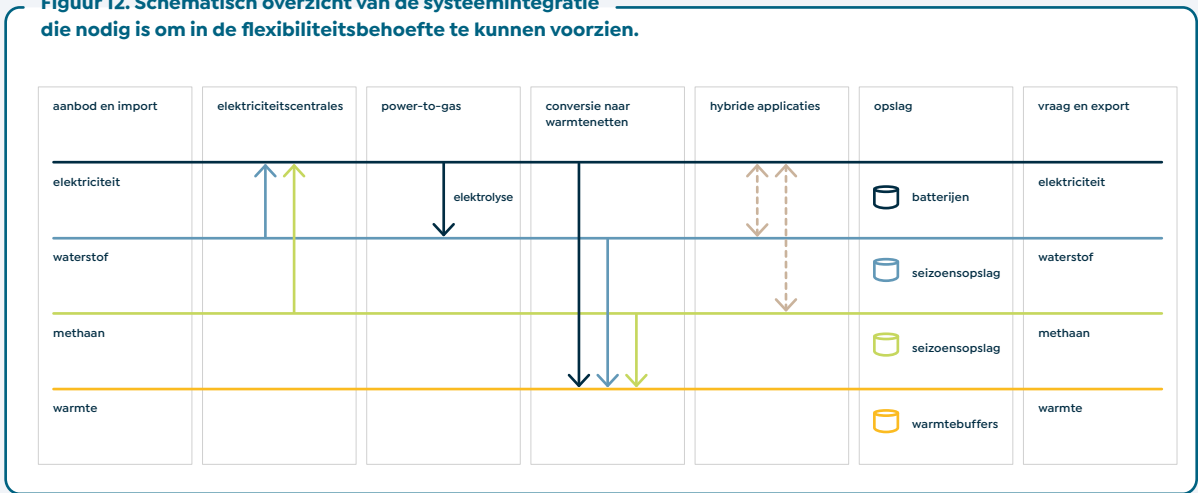 Figuur 12. Schematisch overzicht van de systeemintegratie
die nodig is om in de flexibiliteitsbehoefte te kunnen voorzien.
aanbod en import
elektriciteitscentrales
power-to-gas
conversie naar
warmtenetten
hybride applicaties
opslag
vraag en export
elektriciteit
elektrolyse
batterijen
elektriciteit
waterstof
seizoensopslag
waterstof
methaan
seizoensopslag
methaan
warmte
warmtebuffers
warmte